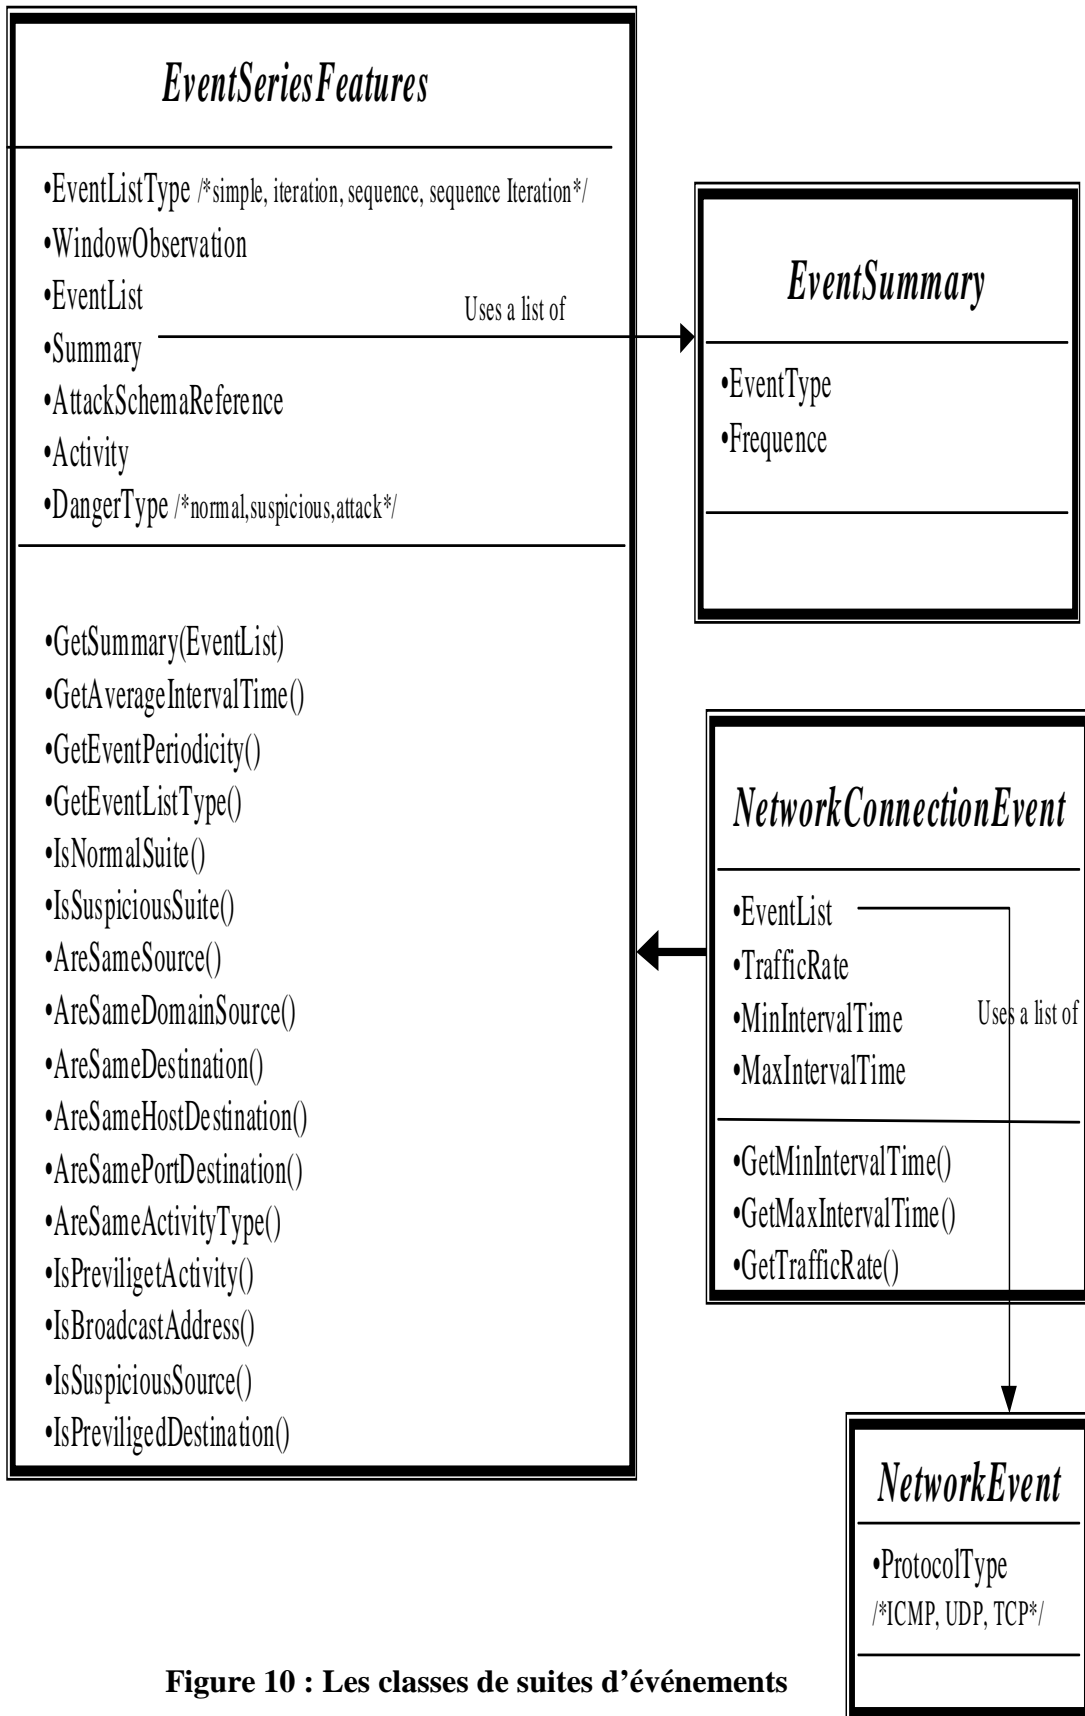 EventSeriesFeatures
•EventListType /*simple, iteration, sequence, sequence Iteration*/
•WindowObservation
•EventList
•Summary
•AttackSchemaReference
•Activity
•DangerType /*normal,suspicious,attack*/
•GetSummary(EventList)
•GetAverageIntervalTime()
•GetEventPeriodicity()
•GetEventListType()
•IsNormalSuite()
•IsSuspiciousSuite()
•AreSameSource()
•AreSameDomainSource()
•AreSameDestination()
•AreSameHostDestination()
•AreSamePortDestination()
•AreSameActivityType()
•IsPreviligetActivity()
•IsBroadcastAddress()
•IsSuspiciousSource()
•IsPreviligedDestination()
Uses a list of
EventSummary
•EventType
•Frequence
NetworkConnectionEvent
•EventList
•TrafficRate
•MinIntervalTime
•MaxIntervalTime
Uses a list of
•GetMinIntervalTime()
•GetMaxIntervalTime()
•GetTrafficRate()
NetworkEvent
•ProtocolType
/*ICMP, UDP, TCP*/
Figure 10 : Les classes de suites d'événements